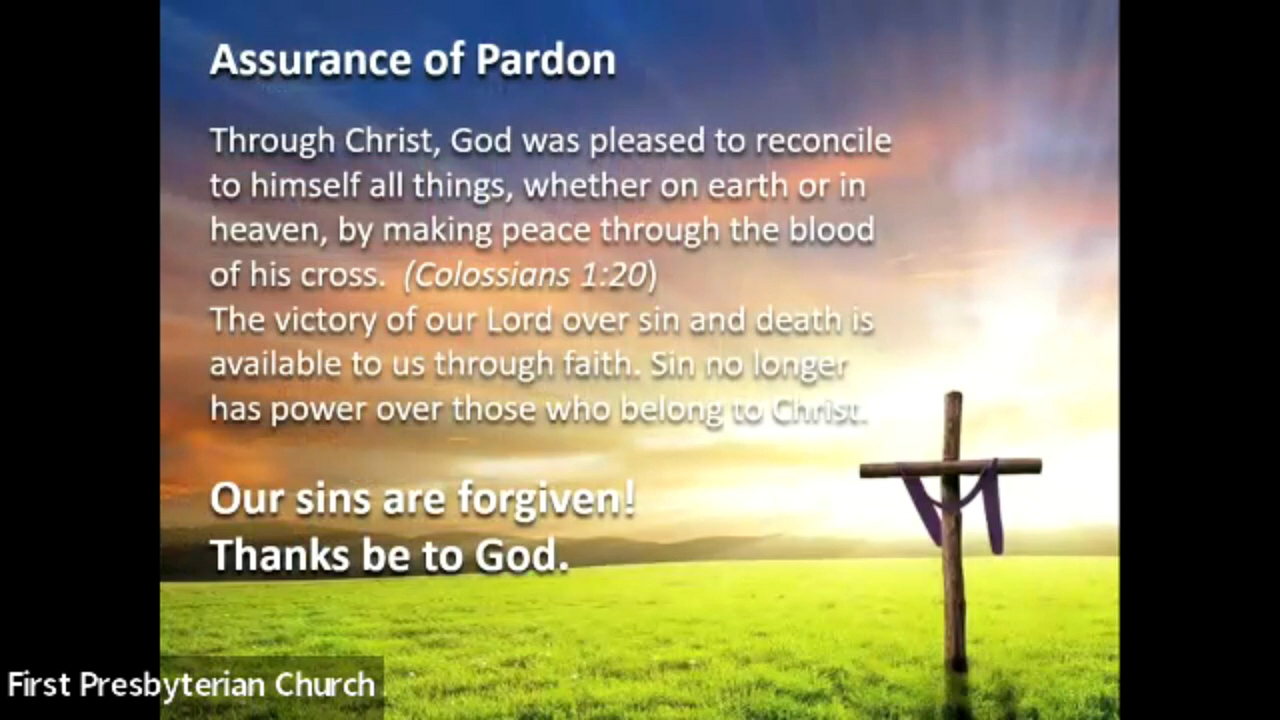 Assurance of Pardon
Through Christ, God was pleased to reconcile
to himself all things, whether on earth or in
heaven, by making peace through the blood
of his cross.  (Colossians 1:20)
The victory of our Lord over sin and death is
available to us through faith. Sin no longer
has power over those who belong to Christ.
Our sins are forgiven!
Thanks be to God.
First Presbyterian Church